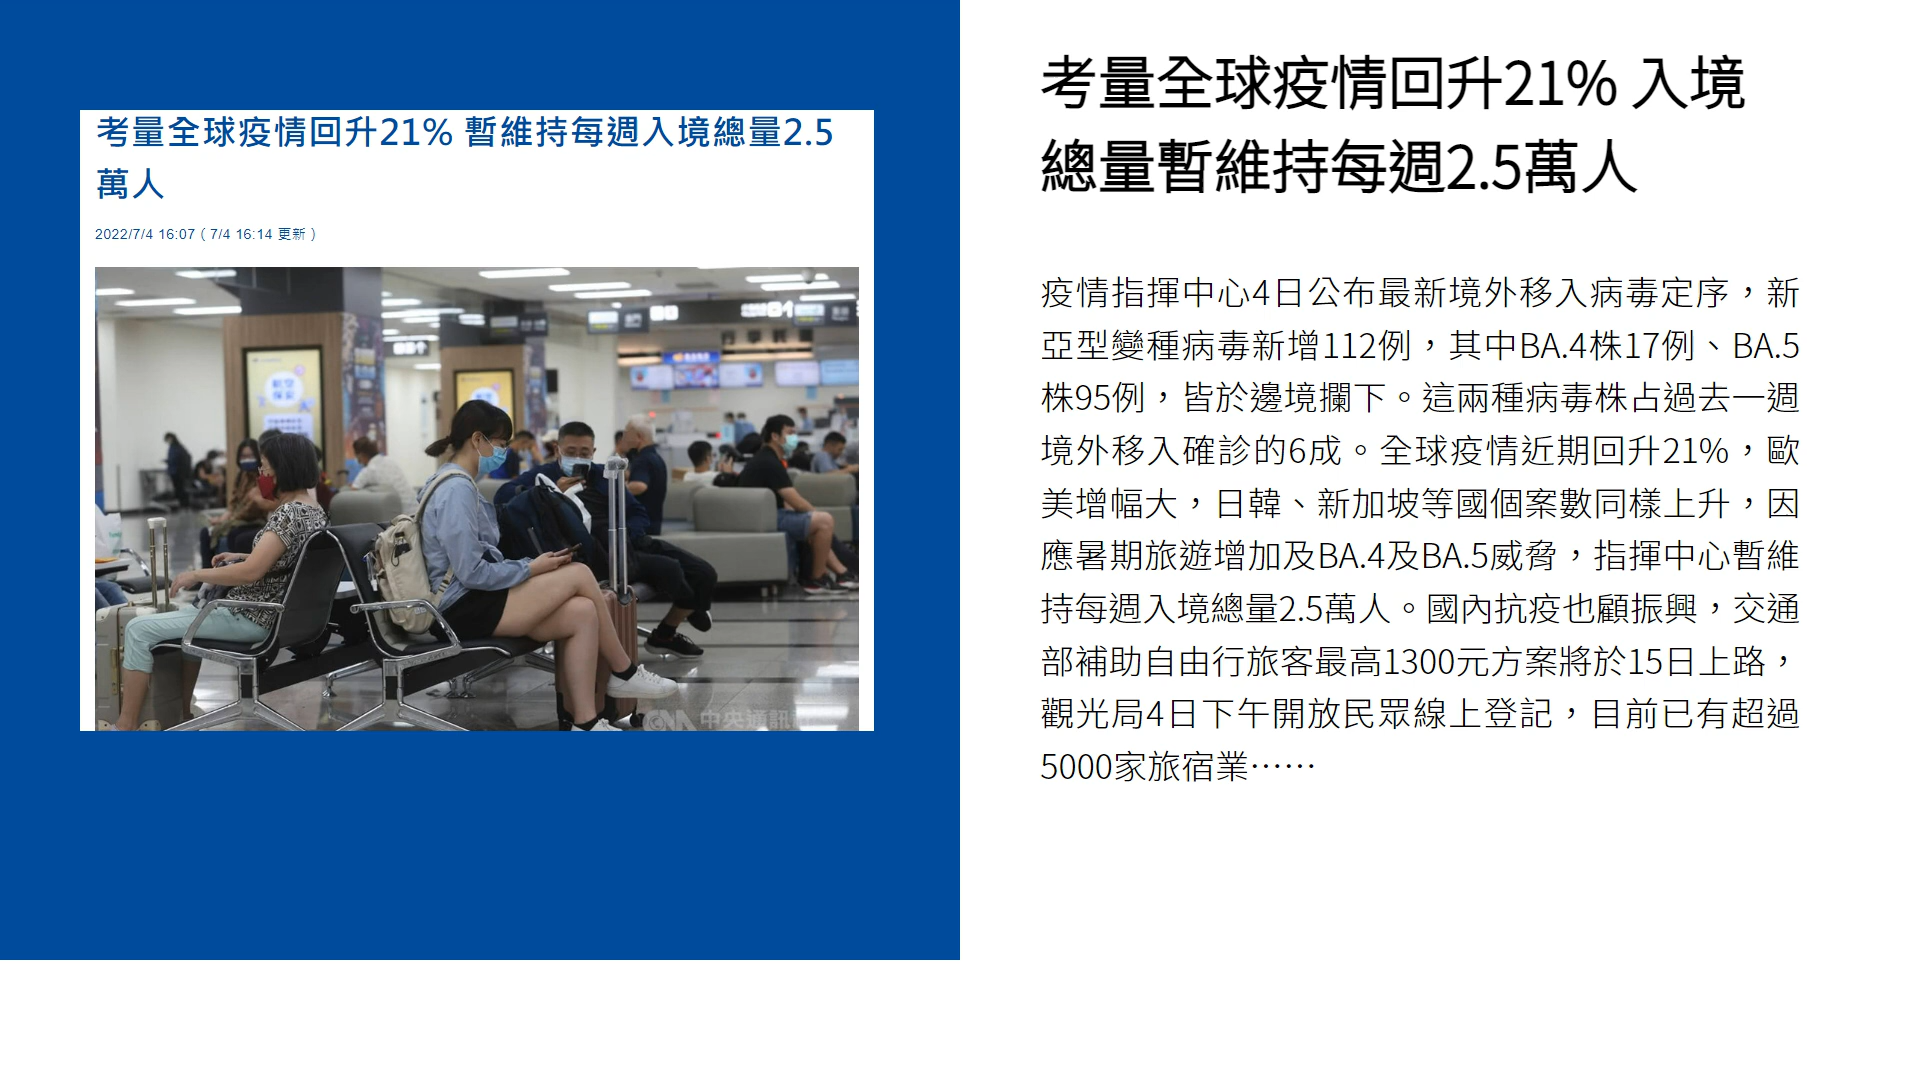 考量全球疫情回升21% 暫維持每週入境總量2.5
萬人
2022/7/4 16:07（7/4 16:14 更新）
中央通訊
考量全球疫情回升21% 入境
總量暫維持每週2.5萬人
疫情指揮中心4日公布最新境外移入病毒定序，新
亞型變種病毒新增112例，其中BA.4株17例、BA.5
株95例，皆於邊境攔下。這兩種病毒株占過去一週
境外移入確診的6成。全球疫情近期回升21%，歐
美增幅大，日韓、新加坡等國個案數同樣上升，因
應暑期旅遊增加及BA.4及BA.5威脅，指揮中心暫維
持每週入境總量2.5萬人。國內抗疫也顧振興，交通
部補助自由行旅客最高1300元方案將於15日上路，
觀光局4日下午開放民眾線上登記，目前已有超過
5000家旅宿業⋯⋯